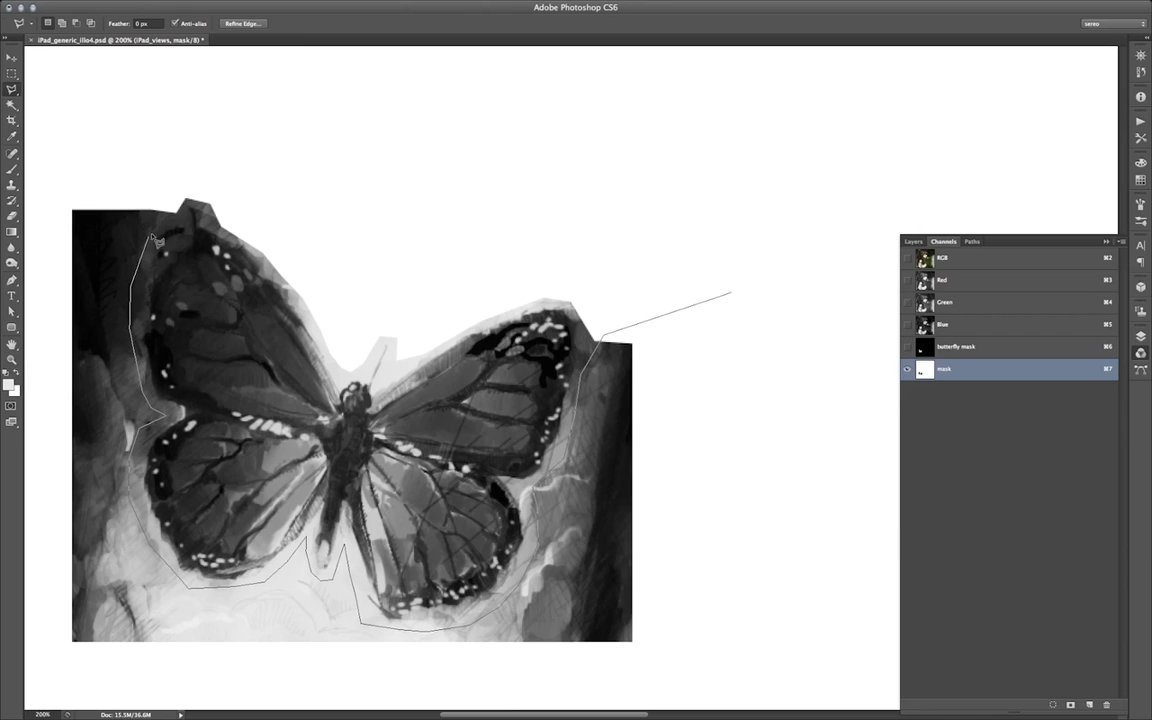 Adobe Photoshop CS6
Feather: 0 px Anti-alias Refine Edge... sereo
iPad_generic_illo4.psd @ 200% (iPad_views, mask/8) *
Layers Channels Paths
RGB ⌘2
Red ⌘3
Green ⌘4
Blue ⌘5
butterfly mask ⌘6
mask ⌘7
200% Doc: 15.5M/36.6M